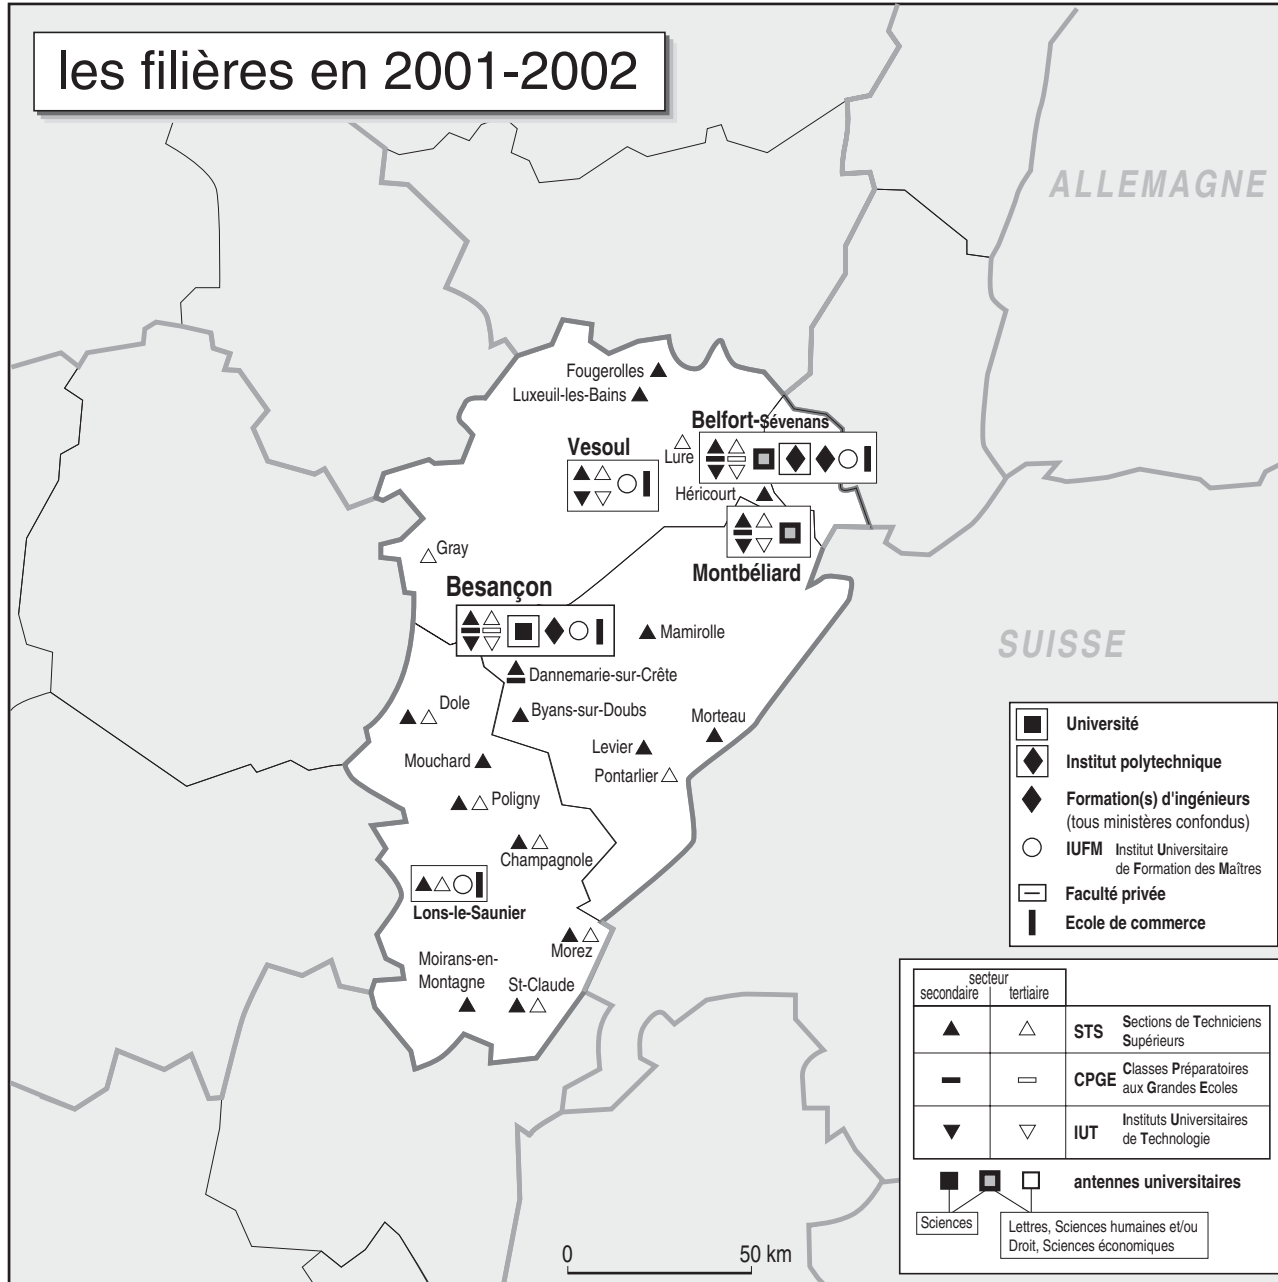 les filières en 2001-2002
ALLEMAGNE
Fougerolles
Luxeuil-les-Bains
Belfort-Sévenans
Vesoul
Lure
Héricourt
Gray
Montbéliard
Besançon
Mamirolle
SUISSE
Dannemarie-sur-Crête
Dole
Byans-sur-Doubs
Morteau
Levier
Mouchard
Pontarlier
Poligny
Champagnole
Lons-le-Saunier
Morez
Moirans-en-
Montagne
St-Claude
Université
Institut polytechnique
Formation(s) d'ingénieurs
(tous ministères confondus)
IUFM Institut Universitaire
de Formation des Maîtres
Faculté privée
Ecole de commerce
secteur
secondaire tertiaire
STS Sections de Techniciens
Supérieurs
CPGE Classes Préparatoires
aux Grandes Ecoles
IUT Instituts Universitaires
de Technologie
antennes universitaires
Sciences
Lettres, Sciences humaines et/ou
Droit, Sciences économiques
0 50 km